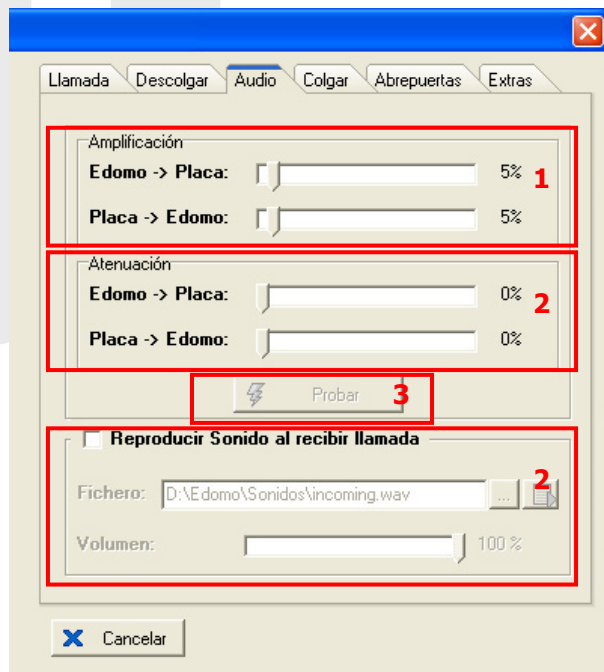 Llamada Descolgar Audio Colgar Abrepuertas Extras
Amplificación
Edomo -> Placa: 5% 1
Placa -> Edomo: 5%
Atenuación
Edomo -> Placa: 0% 2
Placa -> Edomo: 0%
Probar 3
Reproducir Sonido al recibir llamada
Fichero: D:\Edomo\Sonidos\incoming.wav ... 2
Volumen: 100 %
Cancelar